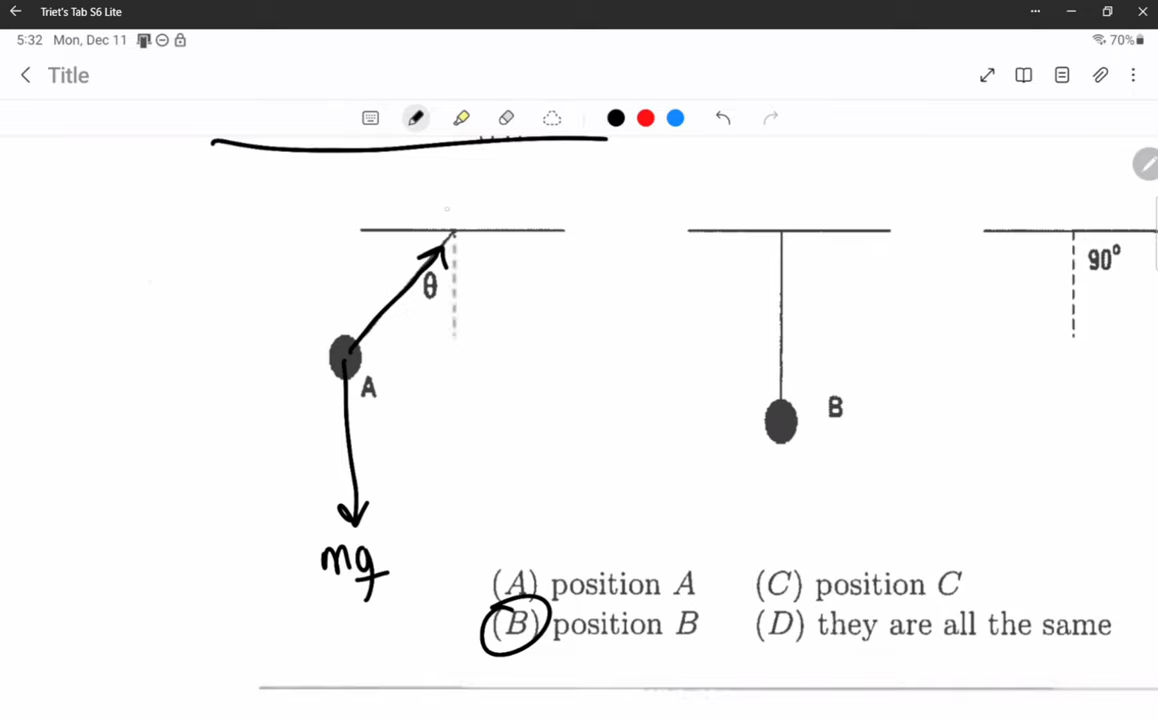 Triet's Tab S6 Lite
5:32 Mon, Dec 11 70%
Title
θ
90°
A
B
mg
(A) position A (C) position C
(B) position B (D) they are all the same